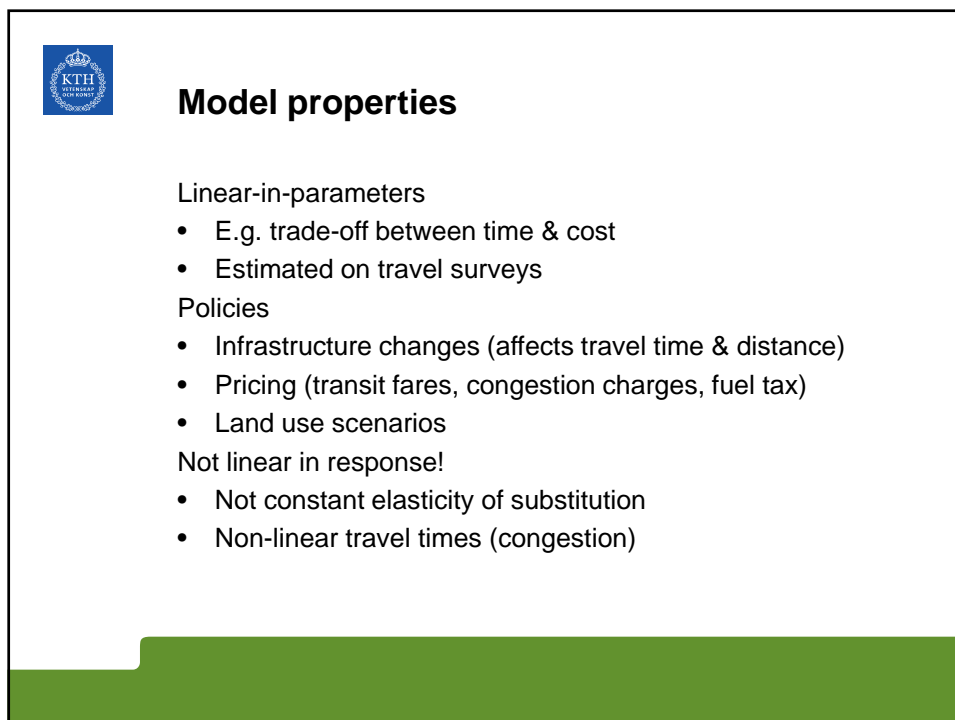 KTH
VETENSKAP
OCH KONST
Model properties
Linear-in-parameters
• E.g. trade-off between time & cost
• Estimated on travel surveys
Policies
• Infrastructure changes (affects travel time & distance)
• Pricing (transit fares, congestion charges, fuel tax)
• Land use scenarios
Not linear in response!
• Not constant elasticity of substitution
• Non-linear travel times (congestion)